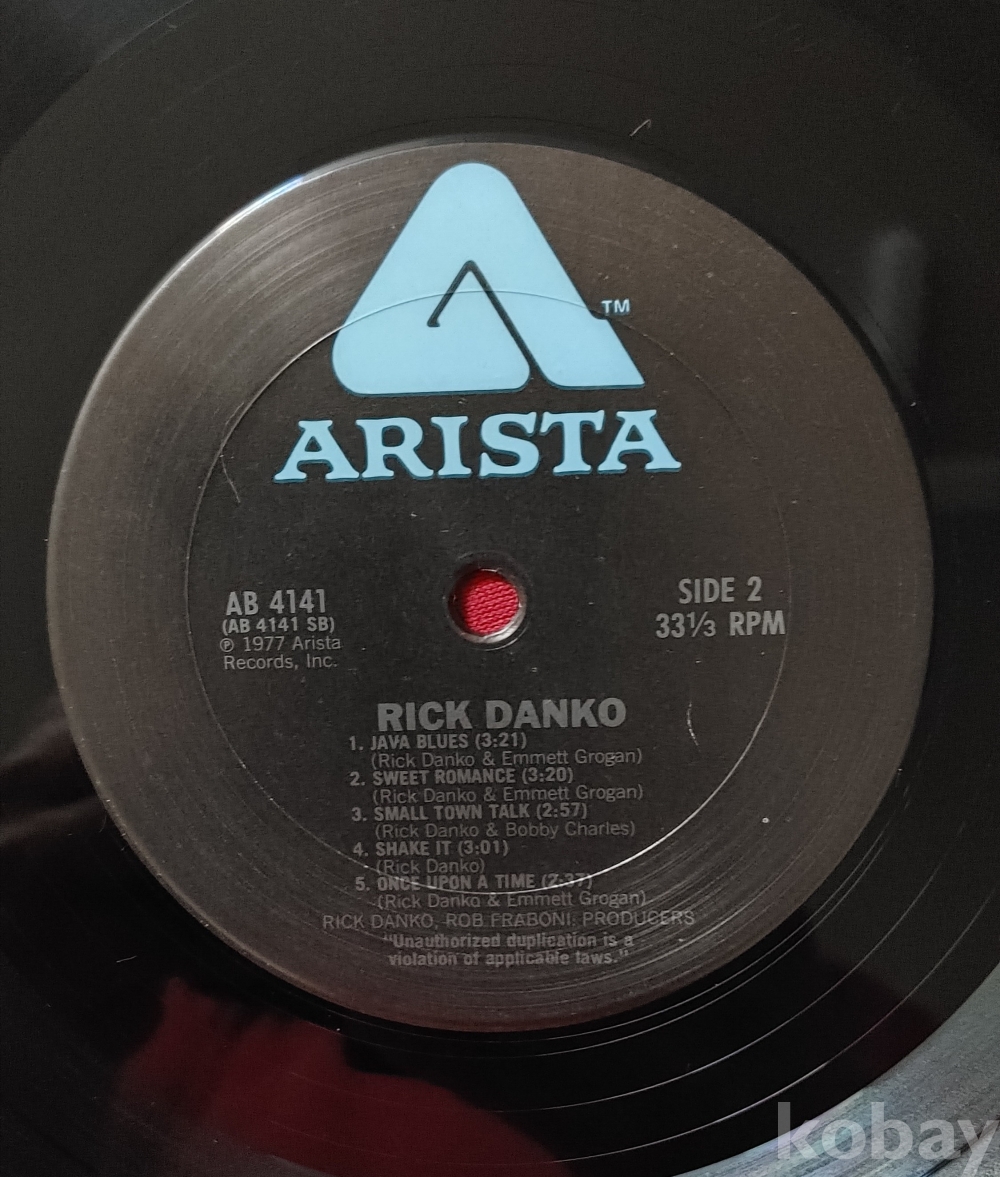 TM
ARISTA
AB 4141
(AB 4141 SB)
℗ 1977 Arista
Records, Inc.
SIDE 2
33⅓ RPM
RICK DANKO
1. JAVA BLUES (3:21)
(Rick Danko & Emmett Grogan)
2. SWEET ROMANCE (3:20)
(Rick Danko & Emmett Grogan)
3. SMALL TOWN TALK (2:57)
(Rick Danko & Bobby Charles)
4. SHAKE IT (3:01)
(Rick Danko)
5. ONCE UPON A TIME (2:37)
(Rick Danko & Emmett Grogan)
RICK DANKO, ROB FRABONI: PRODUCERS
"Unauthorized duplication is a
violation of applicable laws."
kobay